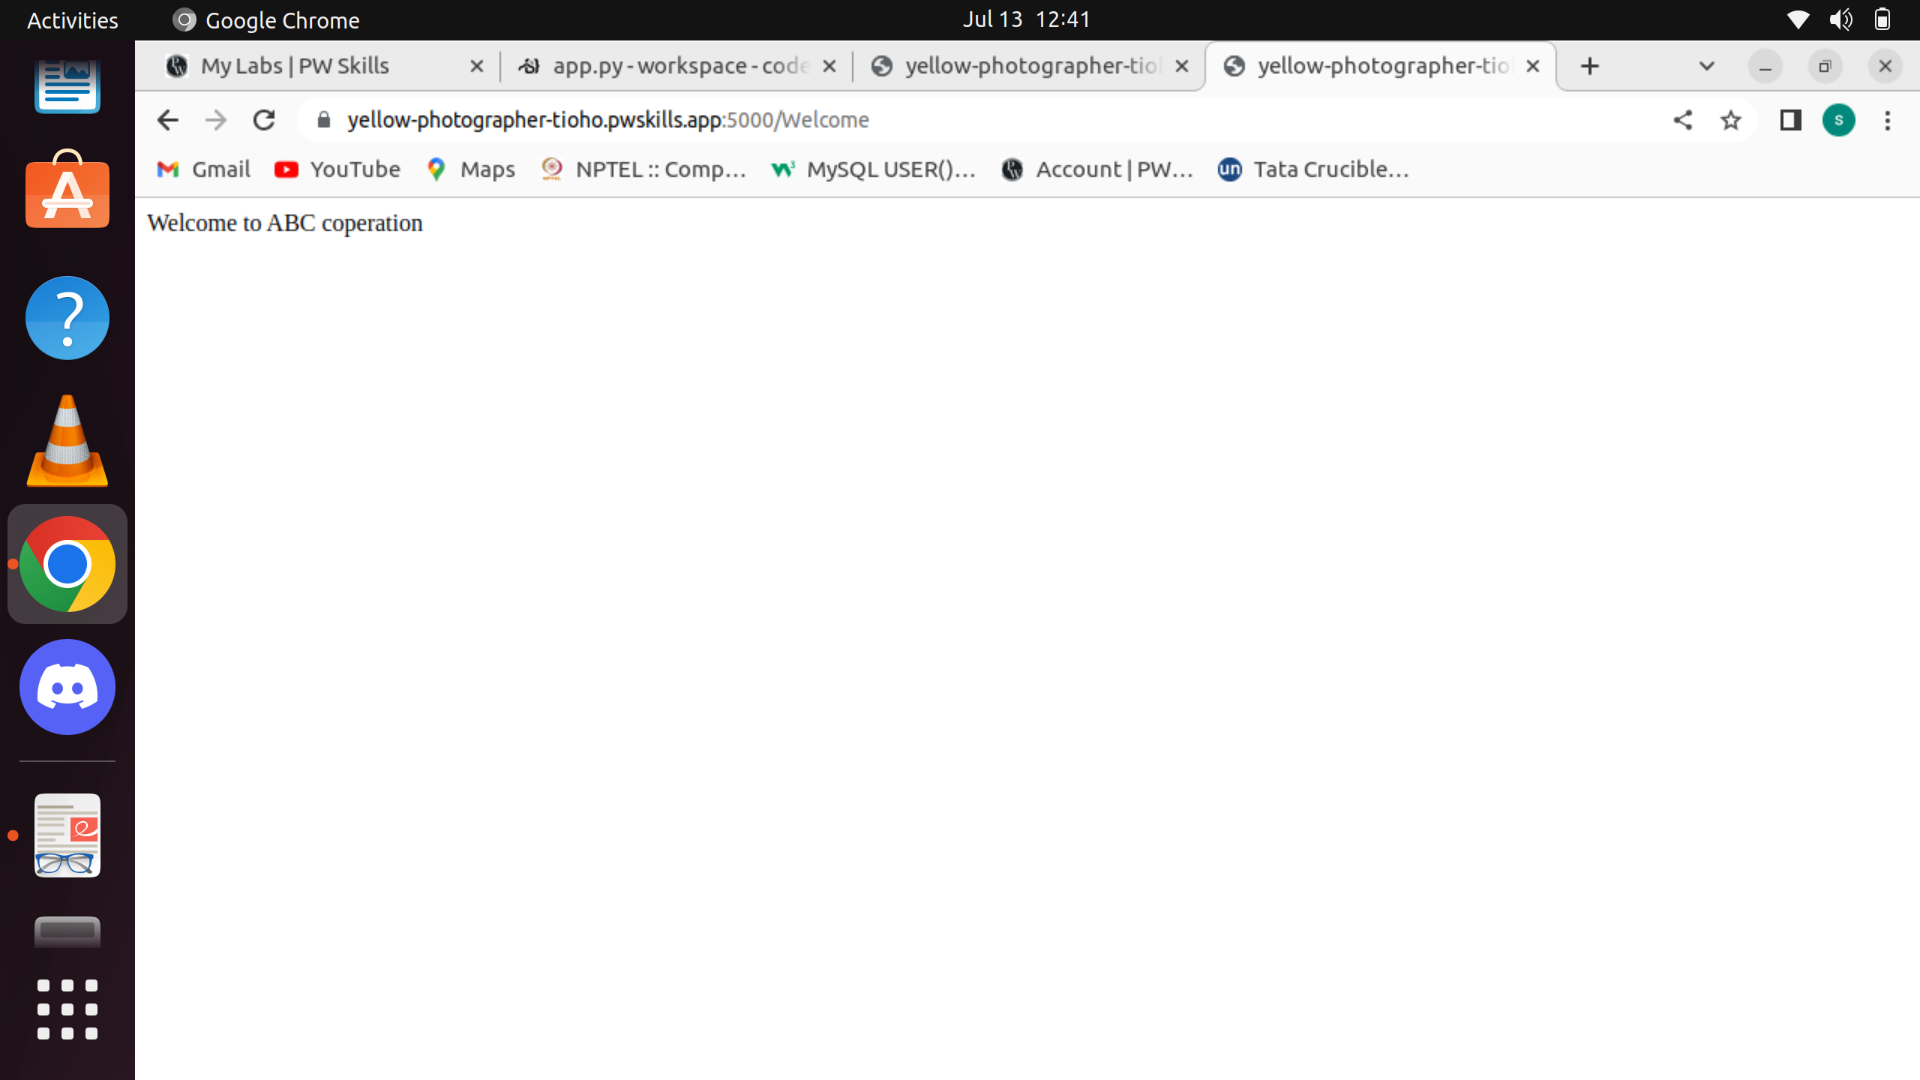 Activities Google Chrome Jul 13 12:41
My Labs | PW Skills app.py - workspace - code yellow-photographer-tio yellow-photographer-tio
yellow-photographer-tioho.pwskills.app:5000/Welcome S
Gmail YouTube Maps NPTEL :: Comp... MySQL USER()... Account | PW... un Tata Crucible...
Welcome to ABC coperation